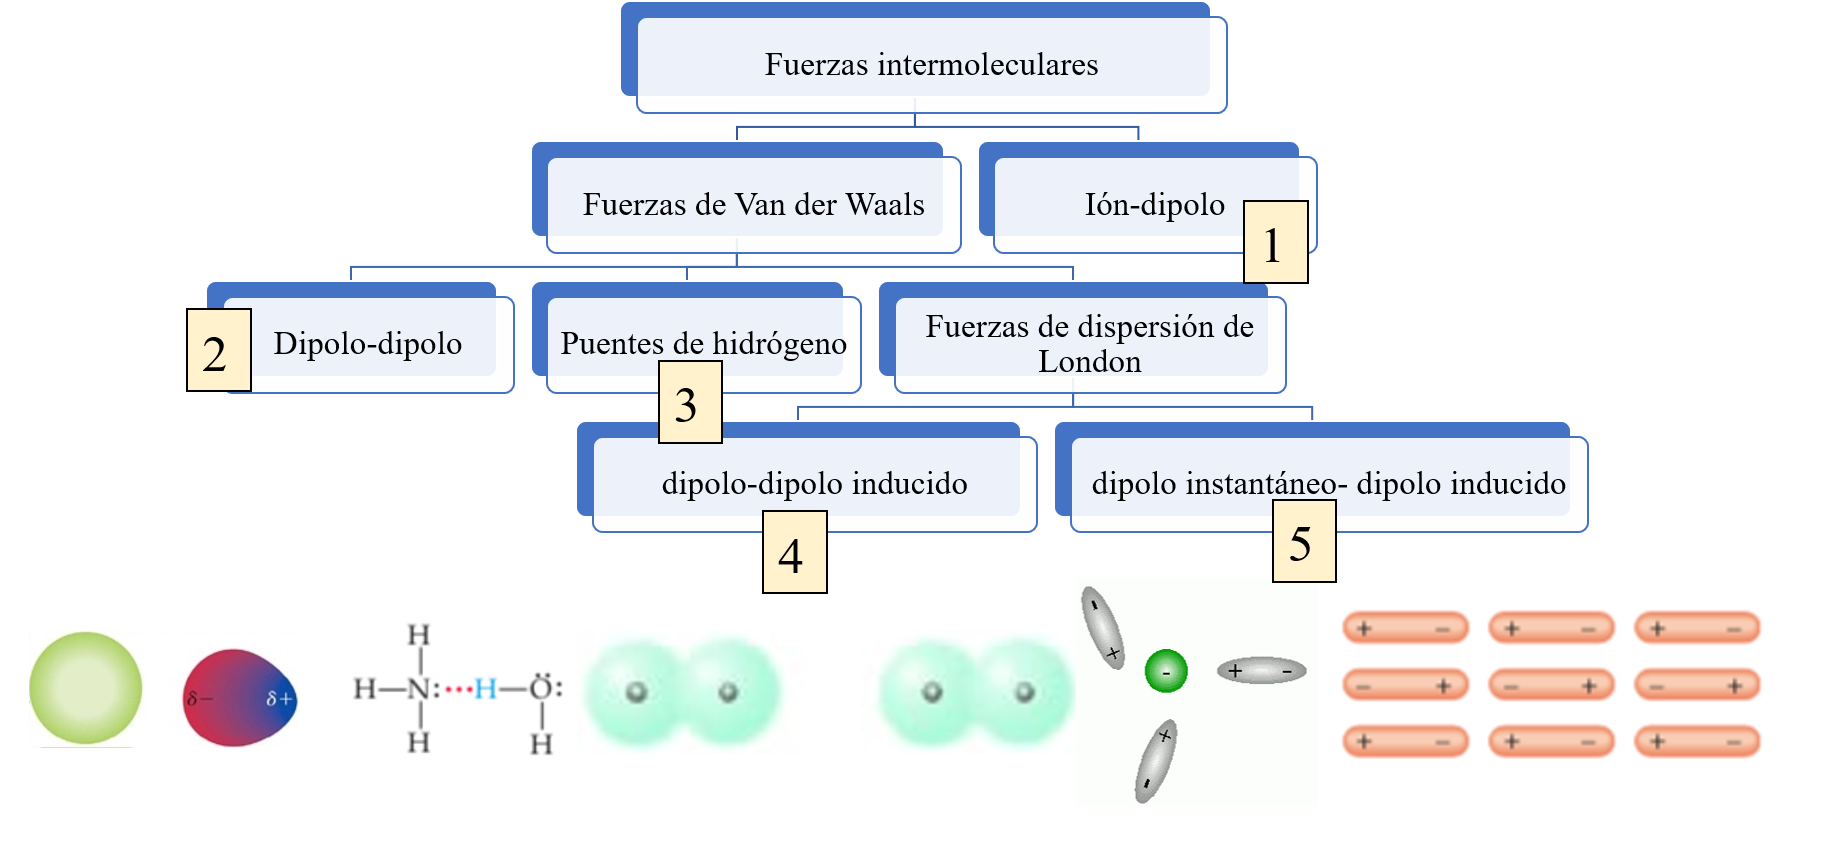 Fuerzas intermoleculares
Fuerzas de Van der Waals
Ión-dipolo
1
2
Dipolo-dipolo
Puentes de hidrógeno
3
Fuerzas de dispersión de
London
dipolo-dipolo inducido
4
dipolo instantáneo- dipolo inducido
5
δ− δ+
H
H—N:···H—Ö:
H H
- +
-
+ -
+ -
+ − + − + −
− + − + − +
+ − + − + −